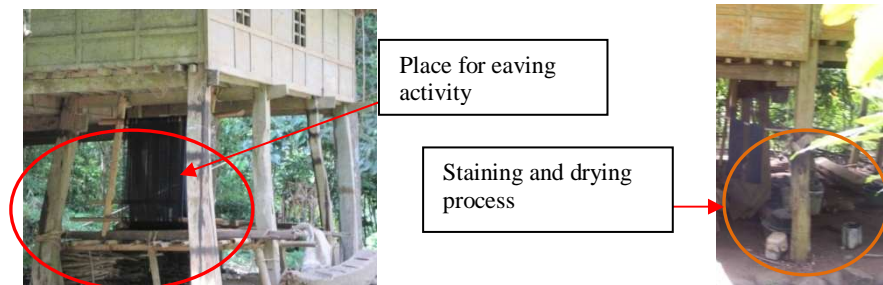 Place for eaving
activity
Staining and drying
process